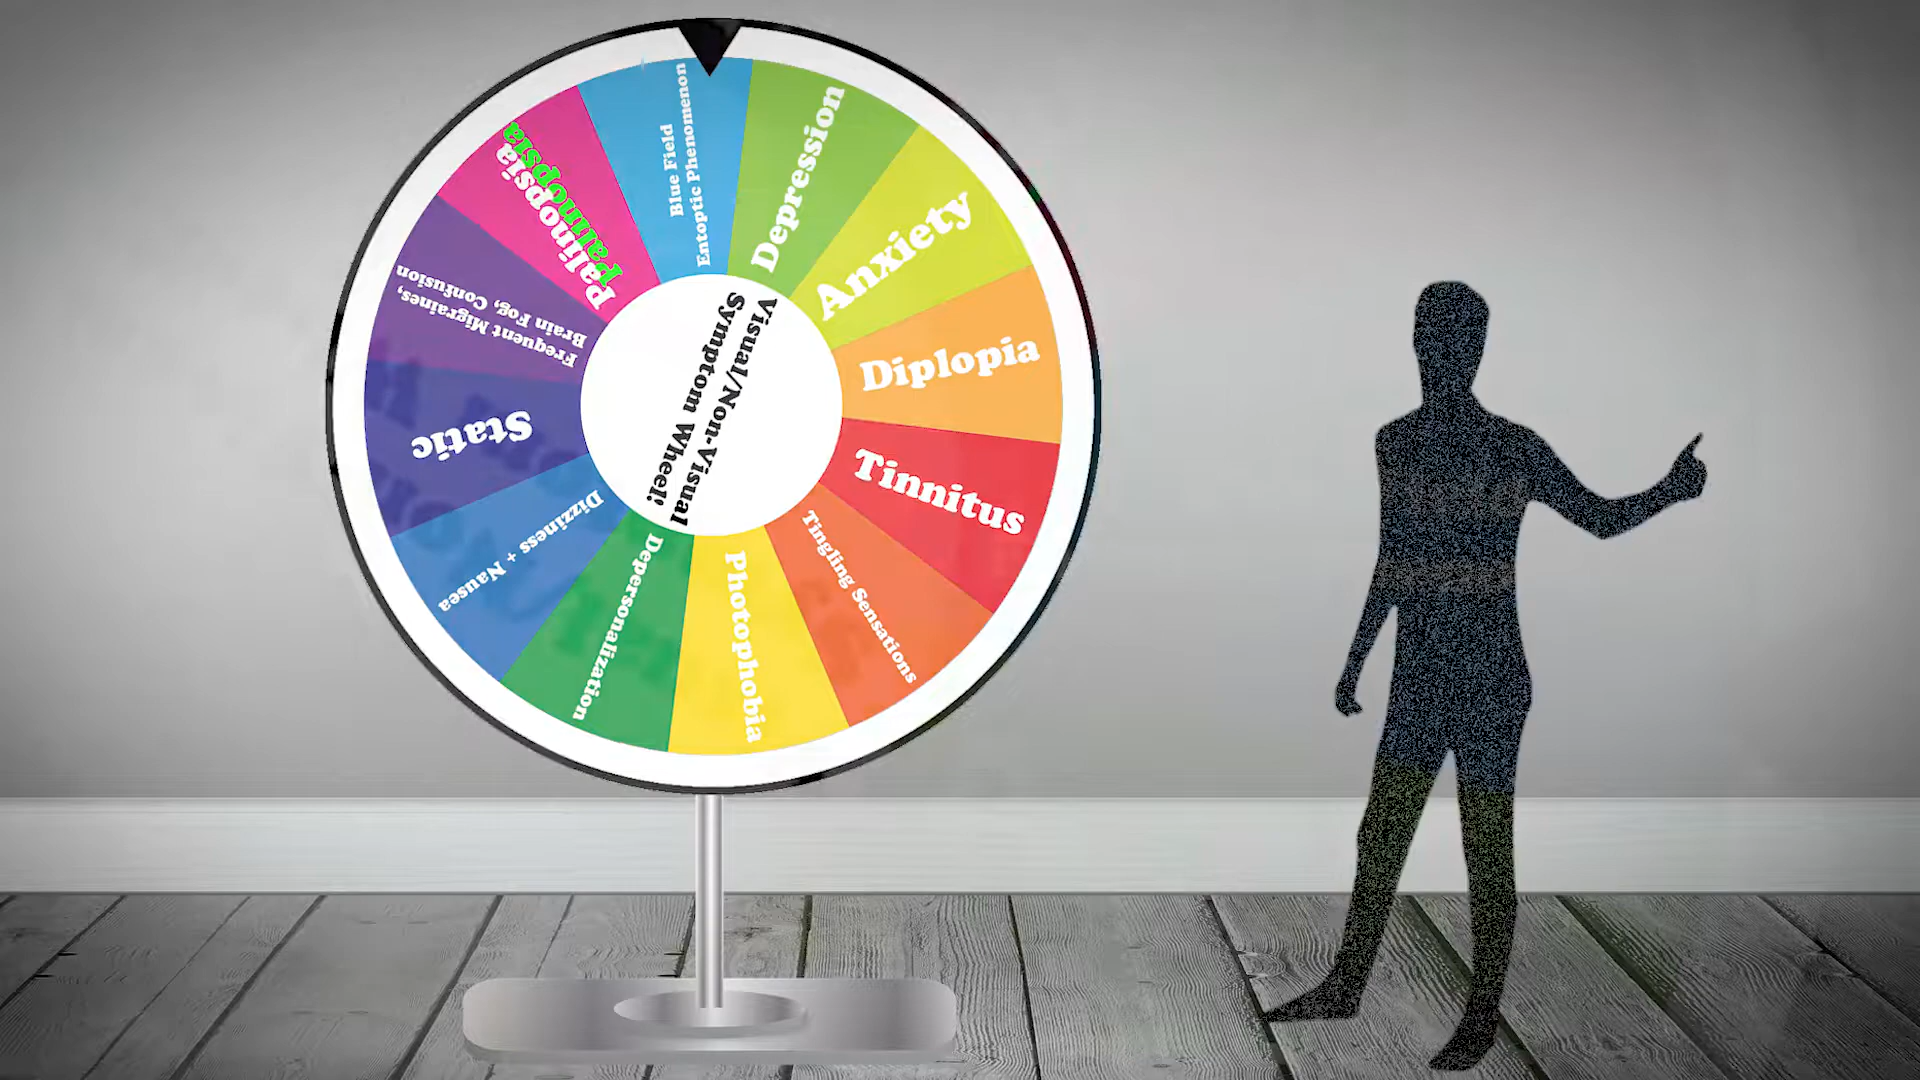 Visual/Non-Visual
Symptom Wheel!
Blue Field
Entoptic Phenomenon
Depression
Anxiety
Diplopia
Tinnitus
Tingling Sensations
Photophobia
Depersonalization
Dizziness + Nausea
Static
Frequent Migraines,
Brain Fog, Confusion
Palinopsia
Palinopsia